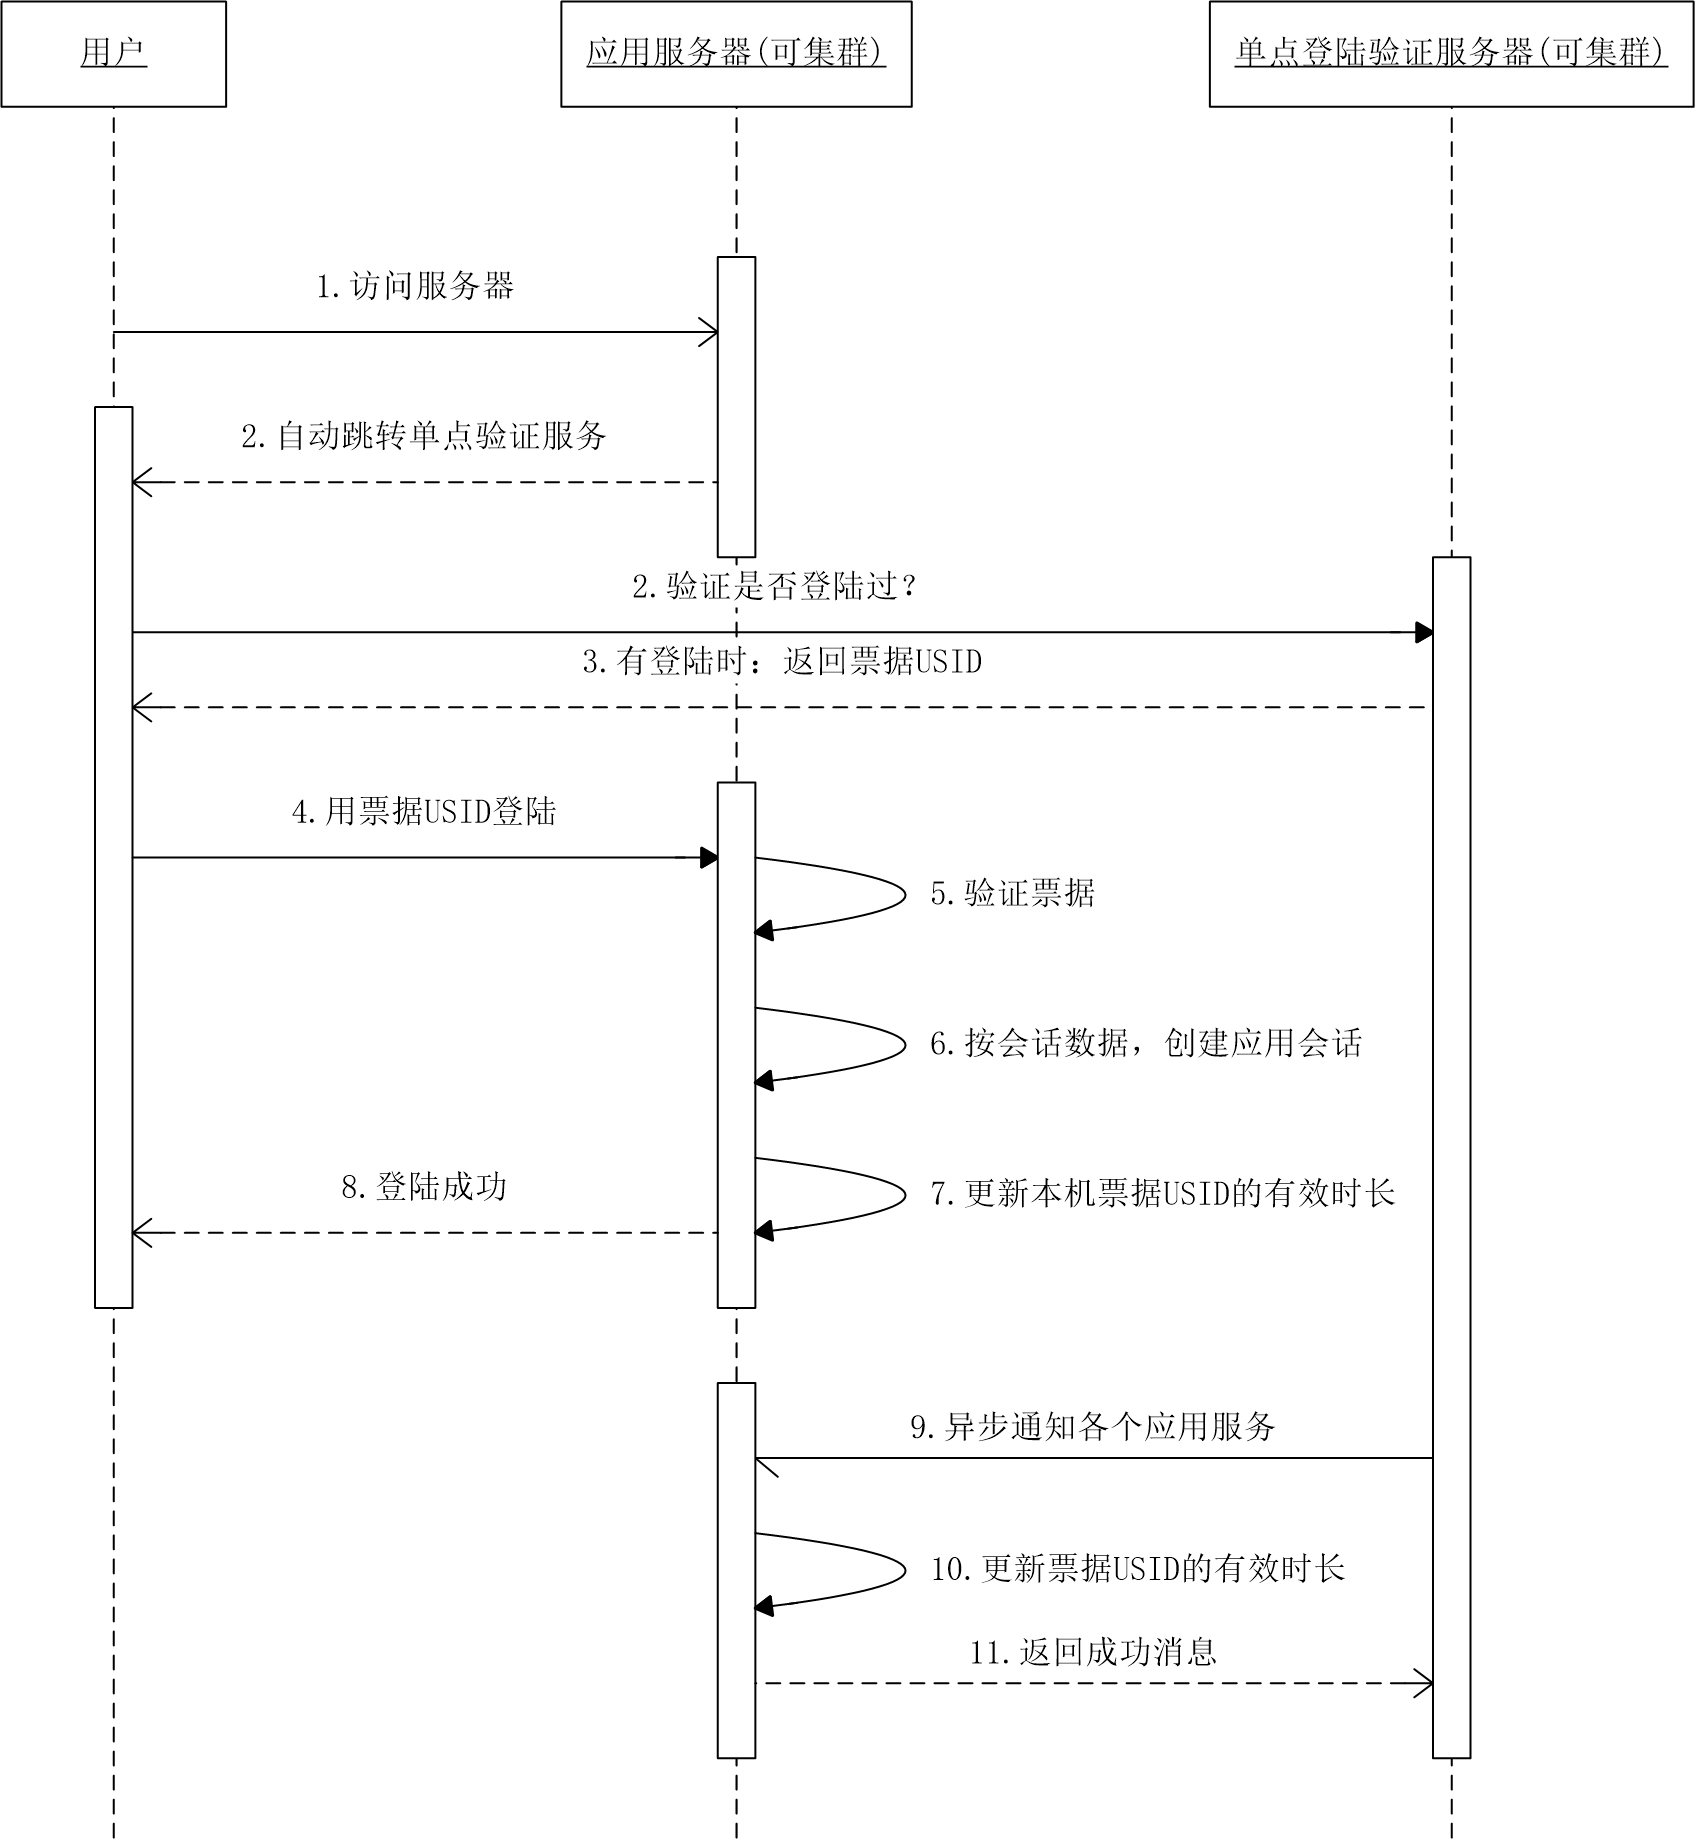 用户
应用服务器(可集群)
单点登陆验证服务器(可集群)
1.访问服务器
2.自动跳转单点验证服务
2.验证是否登陆过?
3.有登陆时：返回票据USID
4.用票据USID登陆
5.验证票据
6.按会话数据，创建应用会话
8.登陆成功
7.更新本机票据USID的有效时长
9.异步通知各个应用服务
10.更新票据USID的有效时长
11.返回成功消息